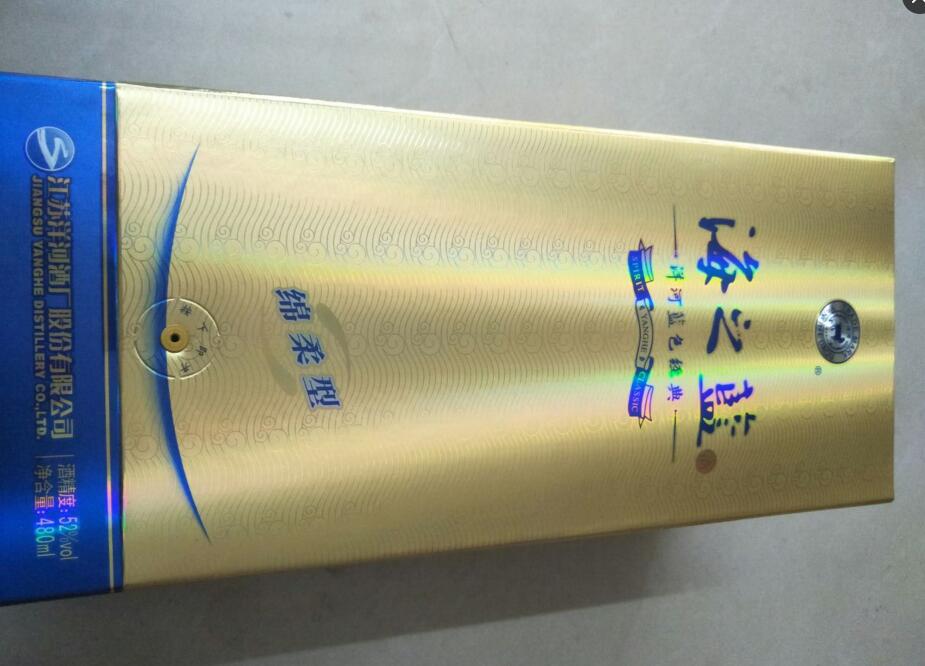 ®
海之蓝
洋河蓝色经典
SPIRIT YANGHE CLASSIC
绵柔型
江苏洋河酒厂股份有限公司
JIANGSU YANGHE DISTILLERY CO.,LTD.
酒精度:52%vol
净含量:480ml